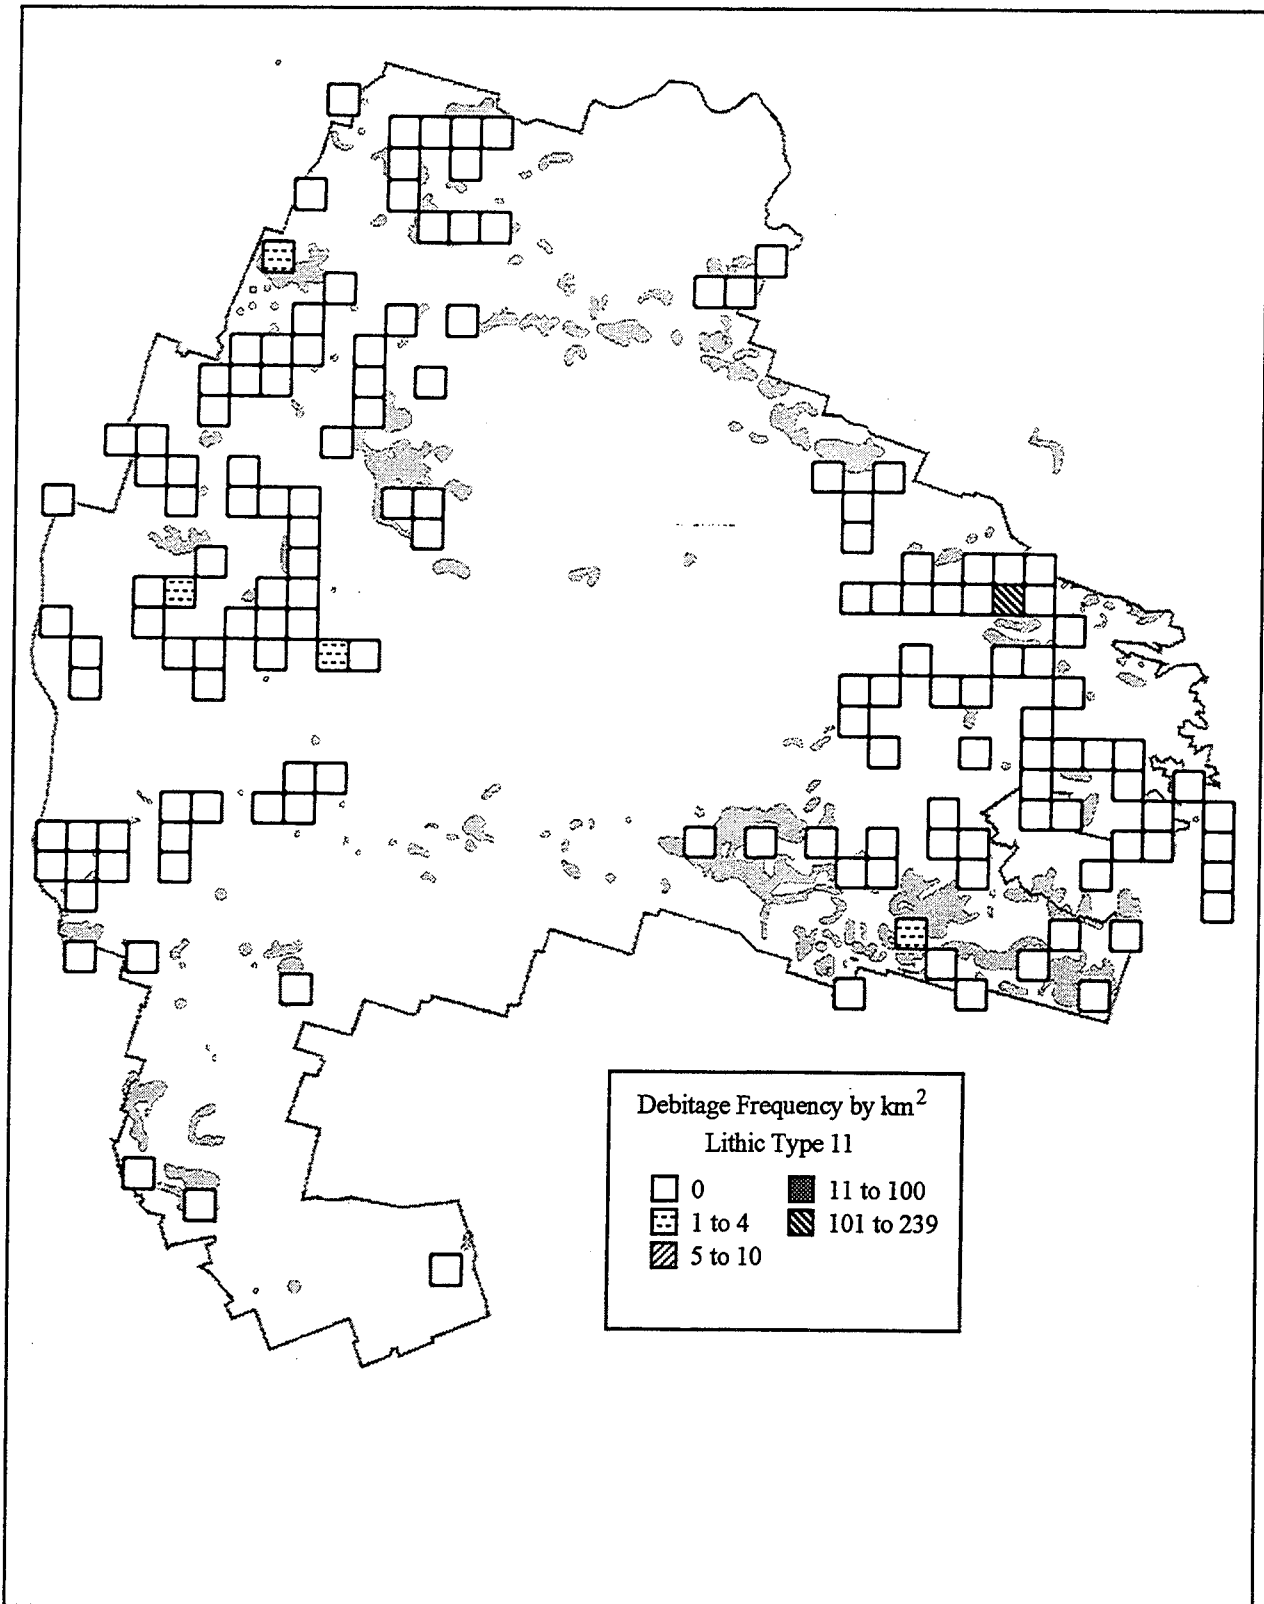 Debitage Frequency by km²
Lithic Type 11
0
11 to 100
1 to 4
101 to 239
5 to 10